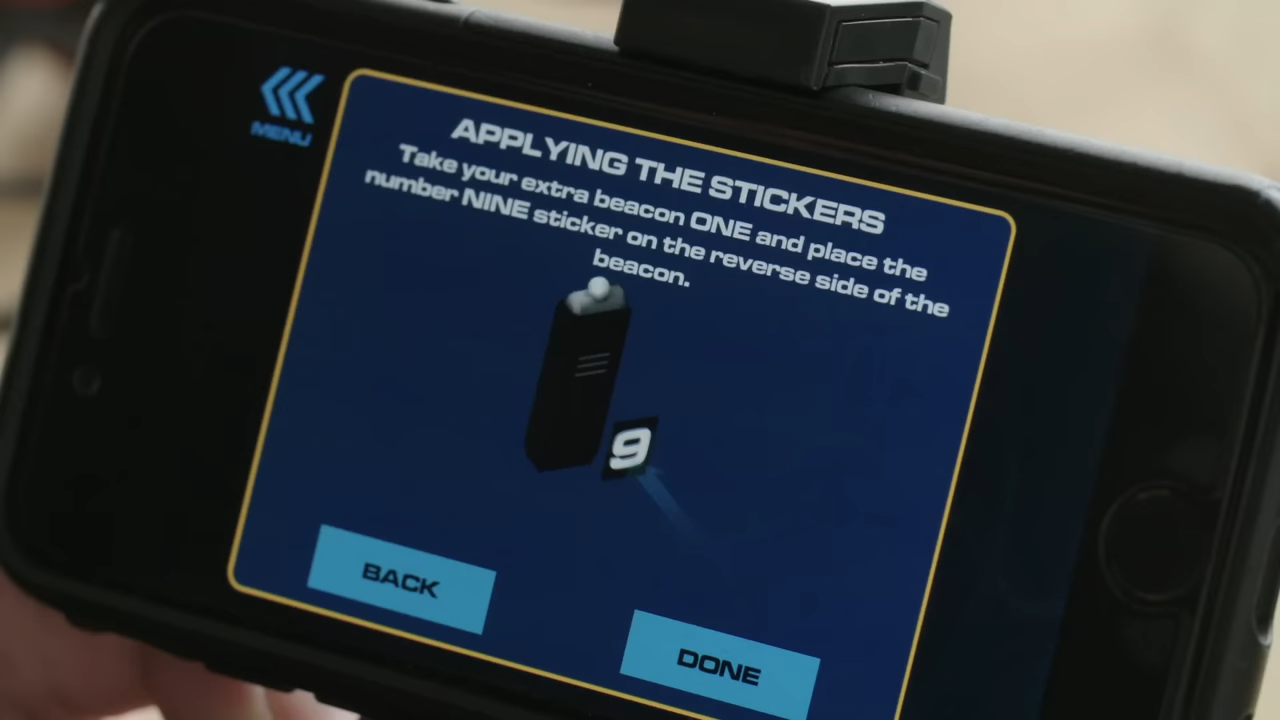 MENU
APPLYING THE STICKERS
Take your extra beacon ONE and place the
number NINE sticker on the reverse side of the
beacon.
9
BACK
DONE